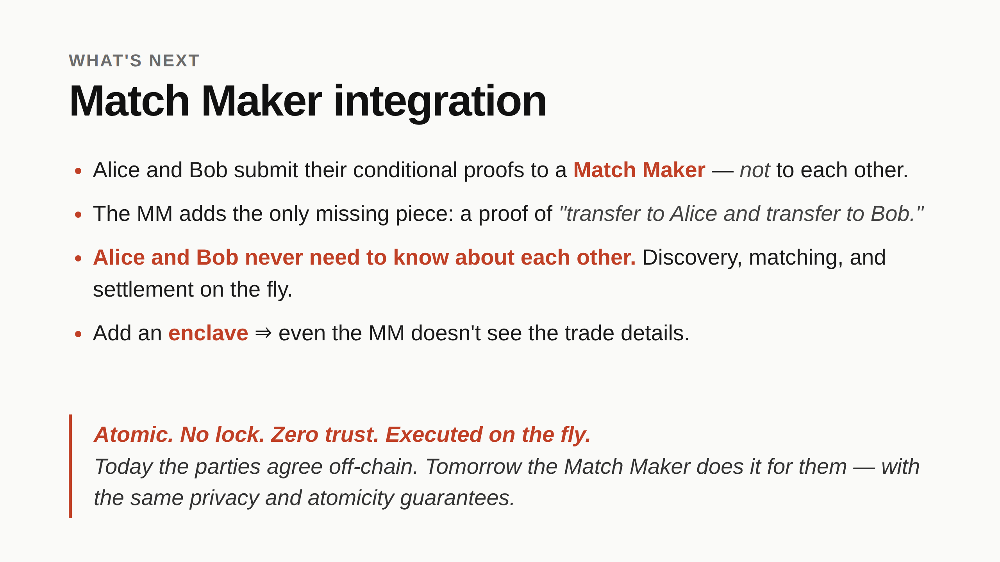 WHAT'S NEXT
Match Maker integration
• Alice and Bob submit their conditional proofs to a Match Maker — not to each other.
• The MM adds the only missing piece: a proof of "transfer to Alice and transfer to Bob."
• Alice and Bob never need to know about each other. Discovery, matching, and
settlement on the fly.
• Add an enclave ⇒ even the MM doesn't see the trade details.
Atomic. No lock. Zero trust. Executed on the fly.
Today the parties agree off-chain. Tomorrow the Match Maker does it for them — with
the same privacy and atomicity guarantees.